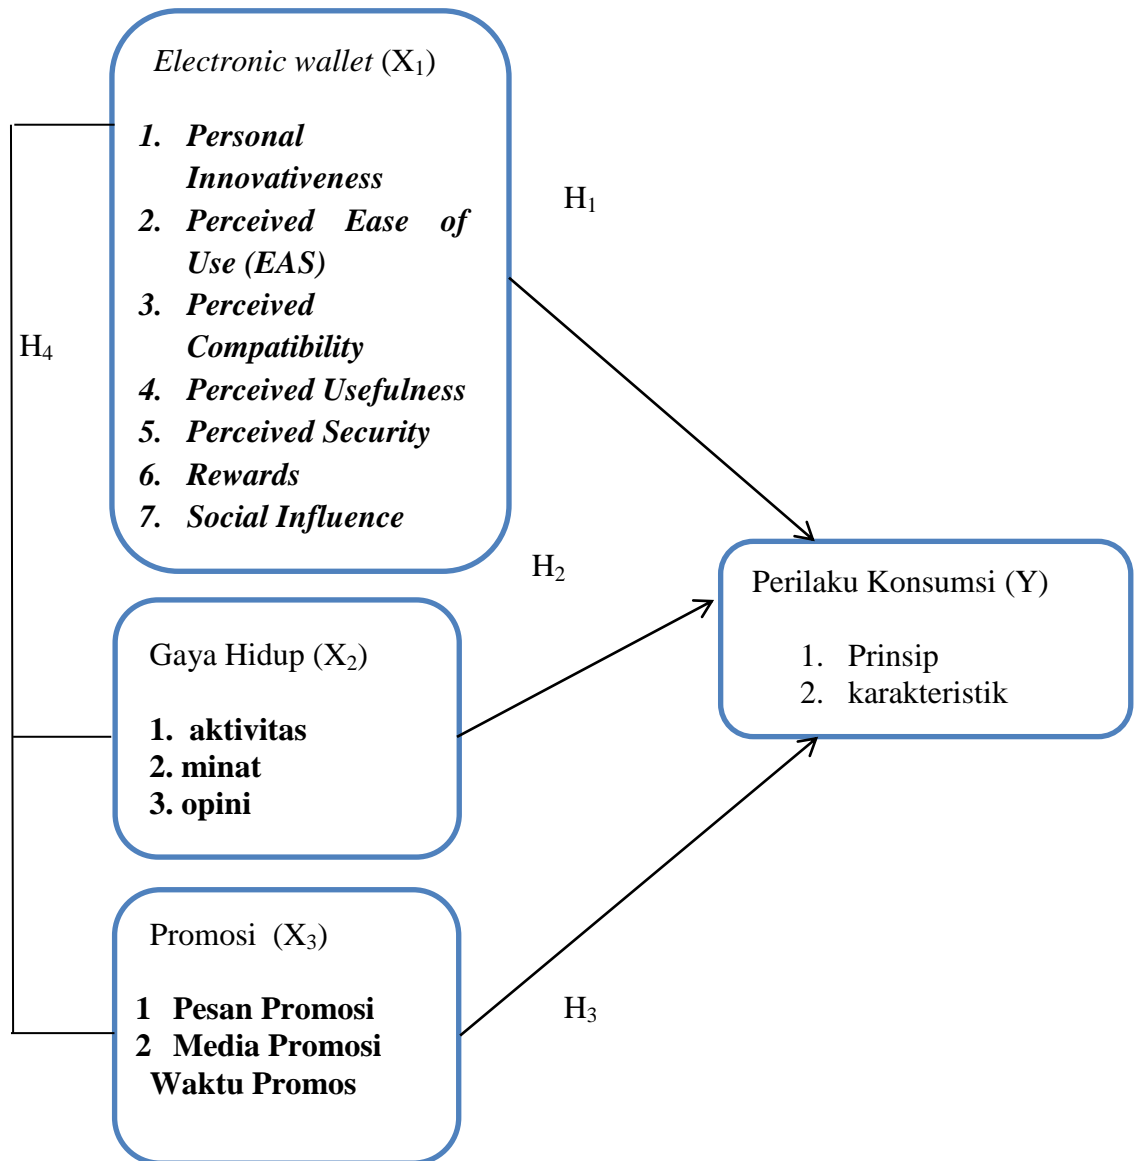 Electronic wallet (X1)
1. Personal
Innovativeness
2. Perceived Ease of
Use (EAS)
3. Perceived
Compatibility
4. Perceived Usefulness
5. Perceived Security
6. Rewards
7. Social Influence
H1
H4
H2
Perilaku Konsumsi (Y)
1. Prinsip
2. karakteristik
Gaya Hidup (X2)
1. aktivitas
2. minat
3. opini
Promosi (X3)
1 Pesan Promosi
2 Media Promosi
Waktu Promos
H3